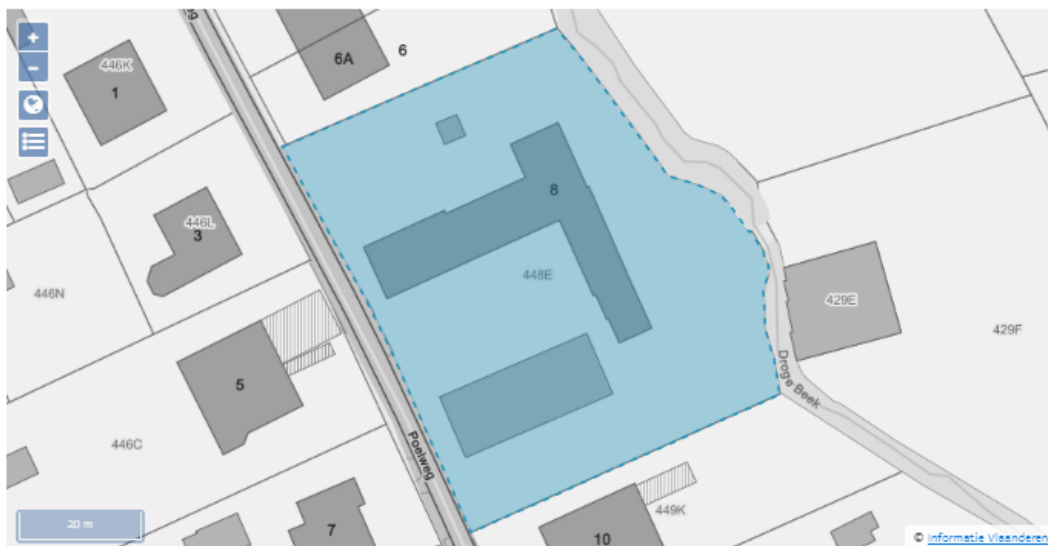 eg
+
6
6A
–
446K
1
8
446L
3
448E
446N
429E
429F
5
Droge Beek
446C
Poelweg
449K
20 m
7
10
© Informatie Vlaanderen